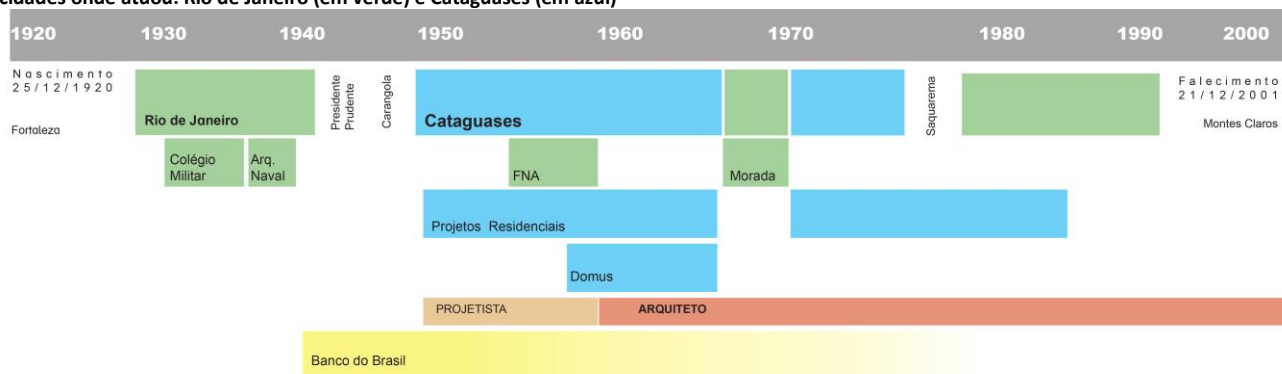 cidades onde atuou: Rio de Janeiro (em verde) e Cataguases (em azul)
1920 1930 1940 1950 1960 1970 1980 1990 2000
Nascimento
25/12/1920
Fortaleza
Rio de Janeiro
Presidente
Prudente
Carangola
Cataguases
Saquarema
Falecimento
21/12/2001
Montes Claros
Colégio
Militar
Arq.
Naval
FNA
Morada
Projetos Residenciais
Domus
PROJETISTA
ARQUITETO
Banco do Brasil